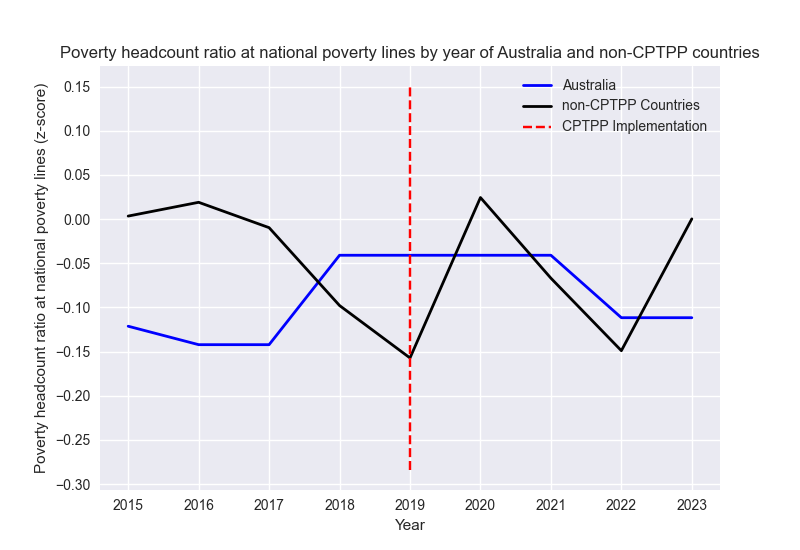 Poverty headcount ratio at national poverty lines by year of Australia and non-CPTPP countries
Poverty headcount ratio at national poverty lines (z-score)
0.15
0.10
0.05
0.00
−0.05
−0.10
−0.15
−0.20
−0.25
−0.30
Australia
non-CPTPP Countries
CPTPP Implementation
2015 2016 2017 2018 2019 2020 2021 2022 2023
Year